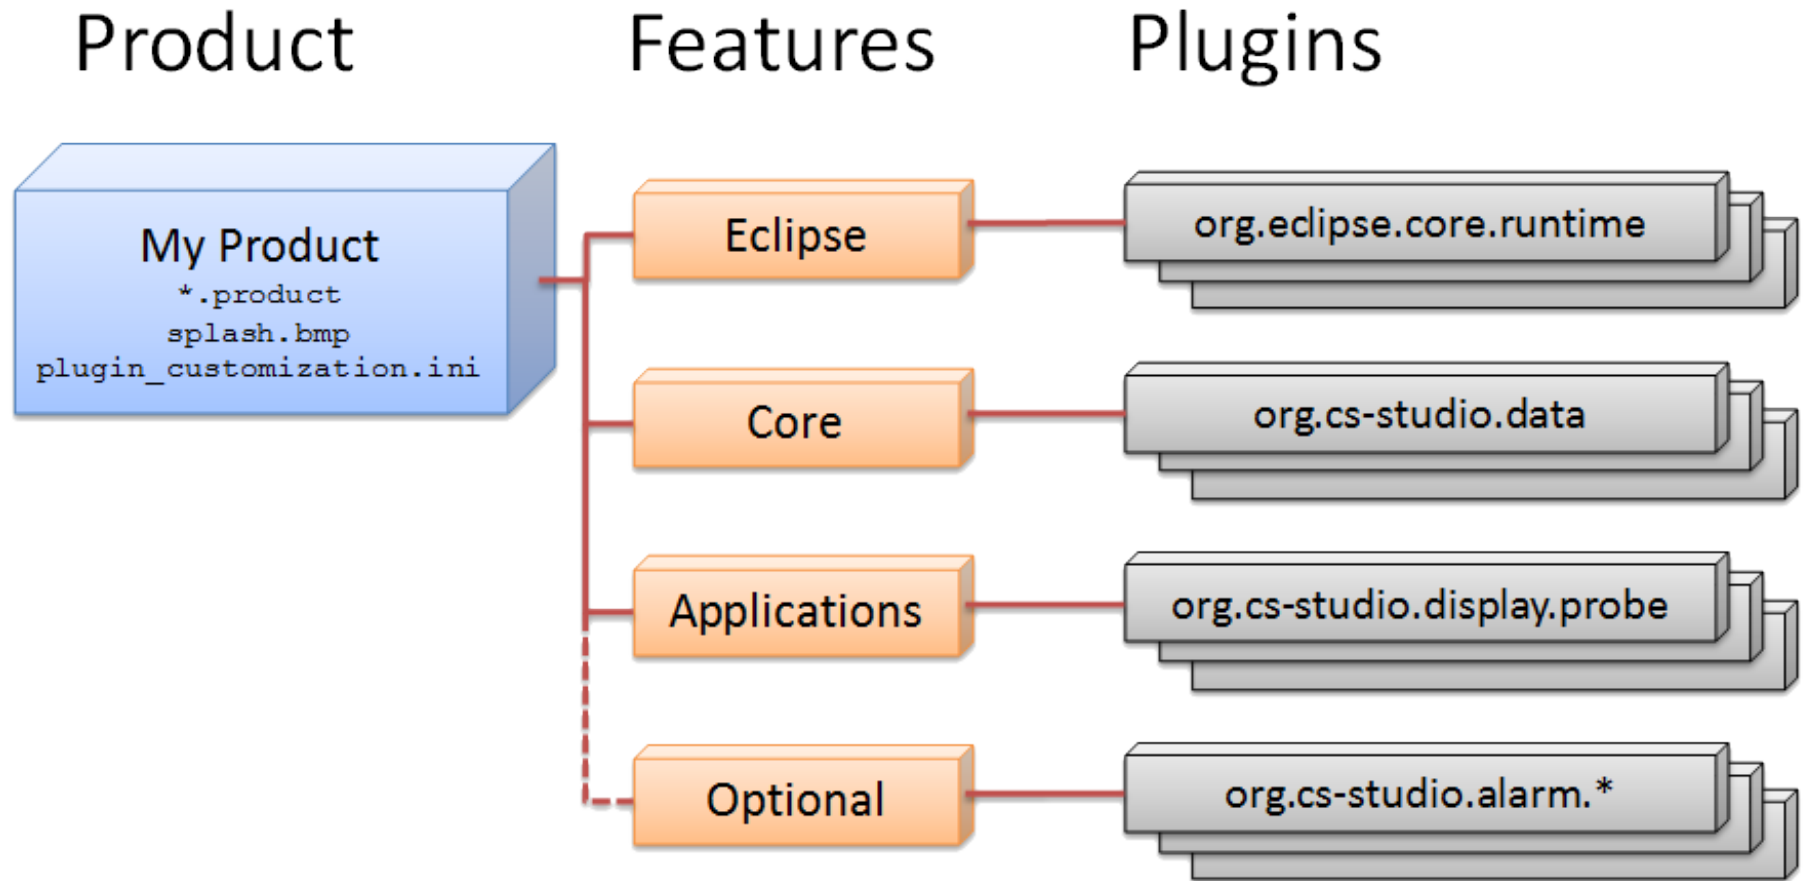 Product Features Plugins
My Product
*.product
splash.bmp
plugin_customization.ini
Eclipse
org.eclipse.core.runtime
Core
org.cs-studio.data
Applications
org.cs-studio.display.probe
Optional
org.cs-studio.alarm.*